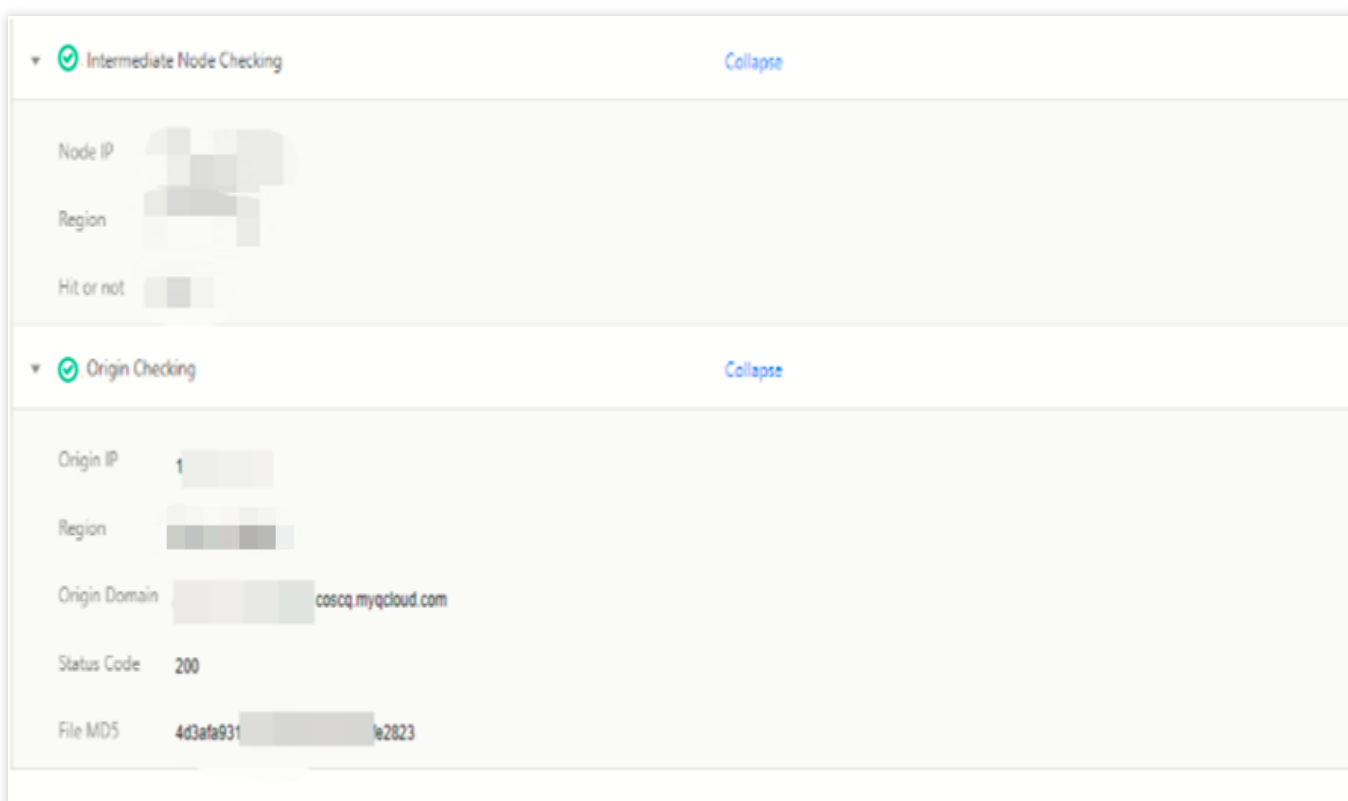 Intermediate Node Checking Collapse
Node IP
Region
Hit or not
Origin Checking Collapse
Origin IP 1
Region
Origin Domain coscq.myqcloud.com
Status Code 200
File MD5 4d3afa931 e2823